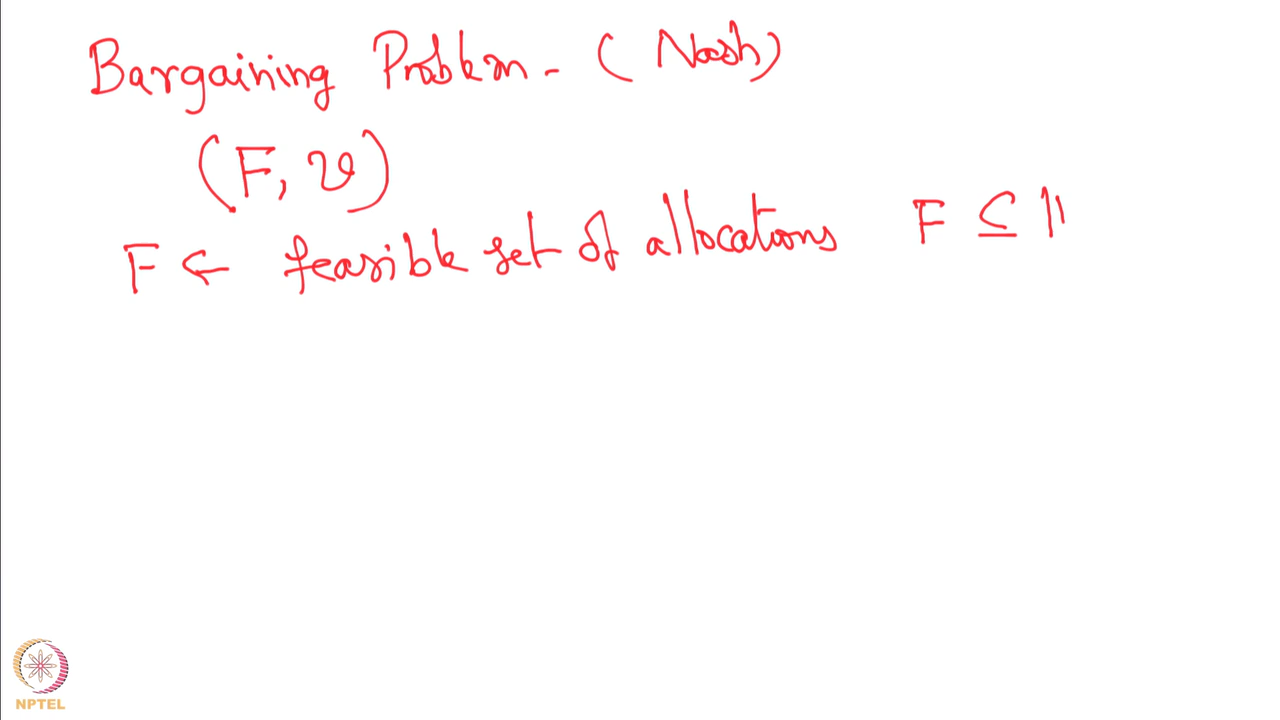 Bargaining Problem - (Nash)
(F, v)
F ← feasible set of allocations F ⊆
NPTEL